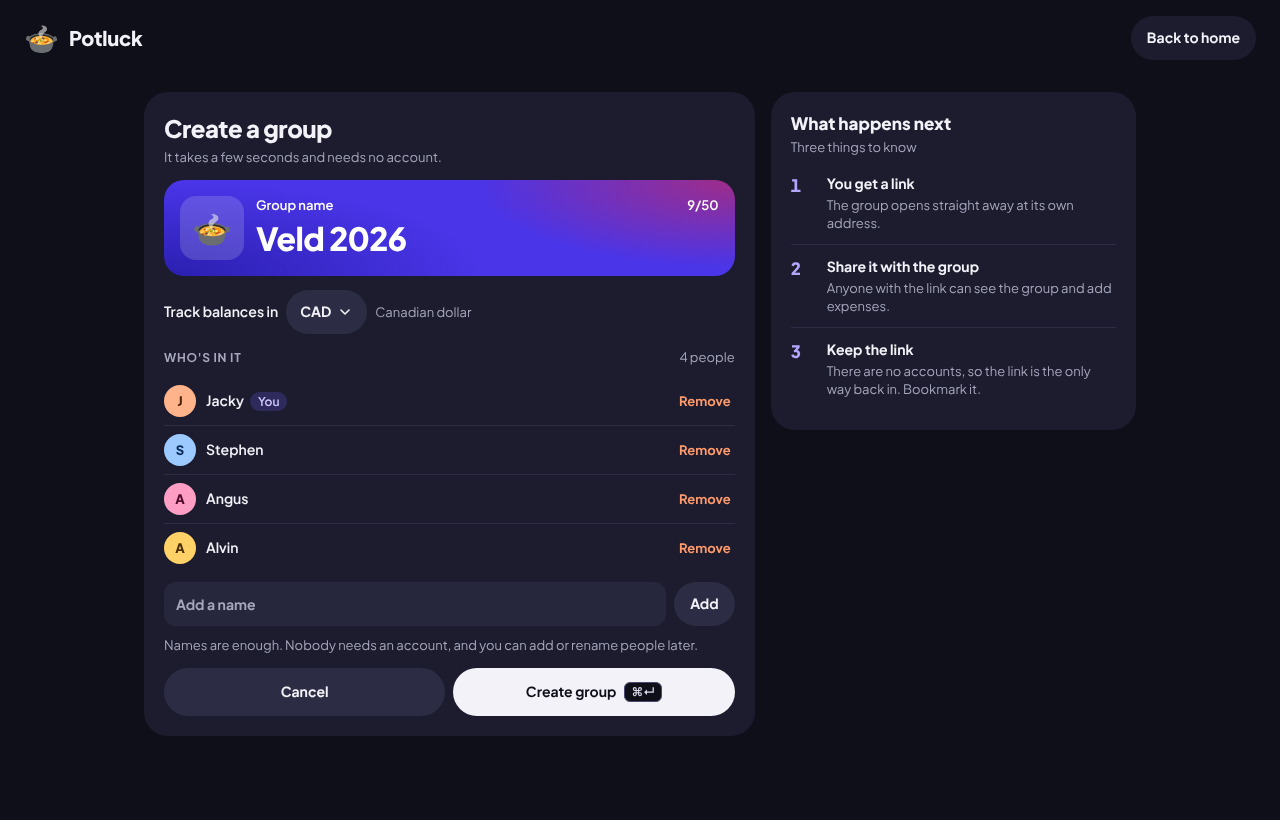 Potluck
Back to home
Create a group
It takes a few seconds and needs no account.
Group name
9/50
Veld 2026
Track balances in
CAD
Canadian dollar
WHO'S IN IT
4 people
J
Jacky
You
Remove
S
Stephen
Remove
A
Angus
Remove
A
Alvin
Remove
Add a name
Add
Names are enough. Nobody needs an account, and you can add or rename people later.
Cancel
Create group ⌘↵
What happens next
Three things to know
1
You get a link
The group opens straight away at its own
address.
2
Share it with the group
Anyone with the link can see the group and add
expenses.
3
Keep the link
There are no accounts, so the link is the only
way back in. Bookmark it.